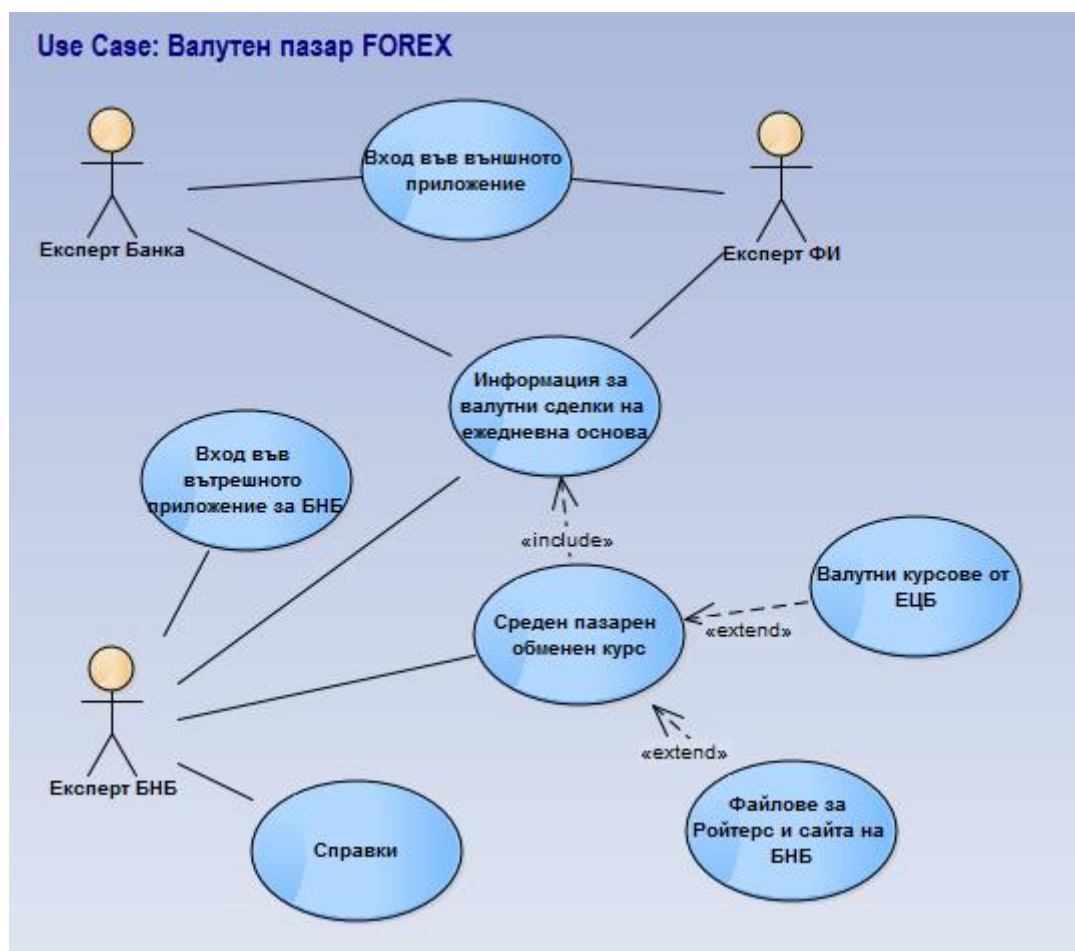 Use Case: Валутен пазар FOREX
Вход във външното
приложение
Експерт Банка
Експерт ФИ
Информация за
валутни сделки на
ежедневна основа
Вход във
вътрешното
приложение за БНБ
«include»
Валутни курсове от
ЕЦБ
Среден пазарен
обменен курс
«extend»
«extend»
Експерт БНБ
Файлове за
Ройтерс и сайта на
БНБ
Справки